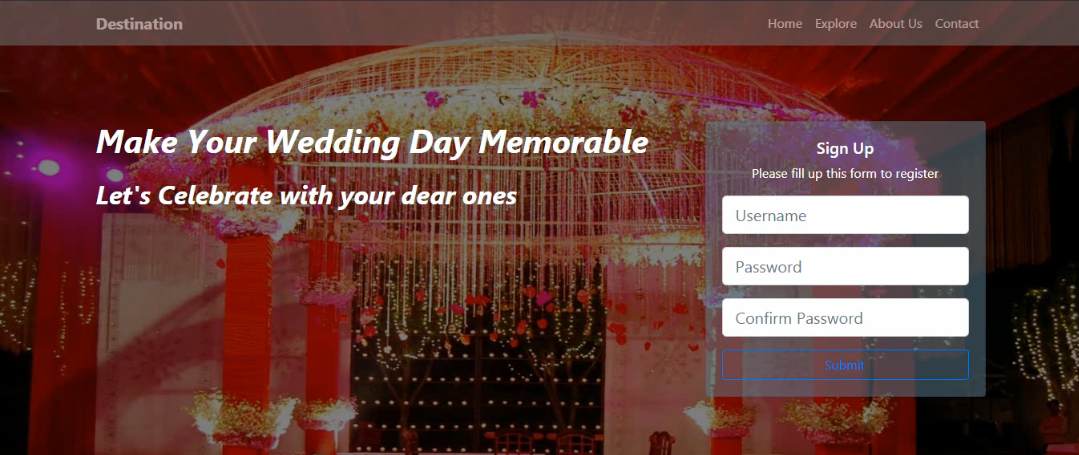 Destination
Home Explore About Us Contact
Make Your Wedding Day Memorable
Let's Celebrate with your dear ones
Sign Up
Please fill up this form to register
Username
Password
Confirm Password
Submit